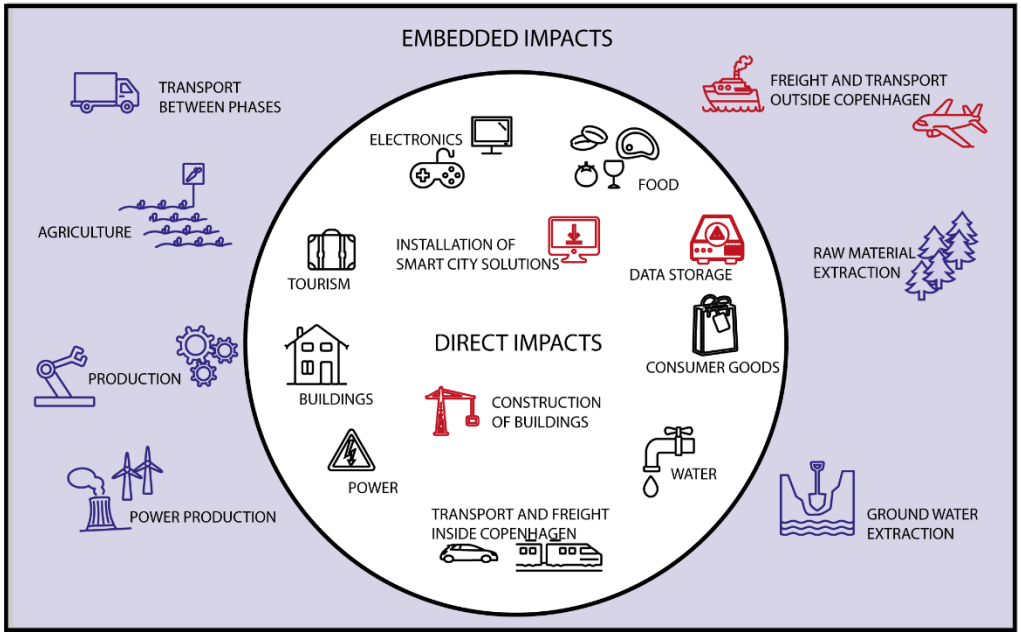 EMBEDDED IMPACTS
TRANSPORT
BETWEEN PHASES
FREIGHT AND TRANSPORT
OUTSIDE COPENHAGEN
ELECTRONICS
FOOD
AGRICULTURE
INSTALLATION OF
SMART CITY SOLUTIONS
DATA STORAGE
RAW MATERIAL
EXTRACTION
TOURISM
DIRECT IMPACTS
CONSUMER GOODS
PRODUCTION
BUILDINGS
CONSTRUCTION
OF BUILDINGS
POWER
WATER
POWER PRODUCTION
TRANSPORT AND FREIGHT
INSIDE COPENHAGEN
GROUND WATER
EXTRACTION